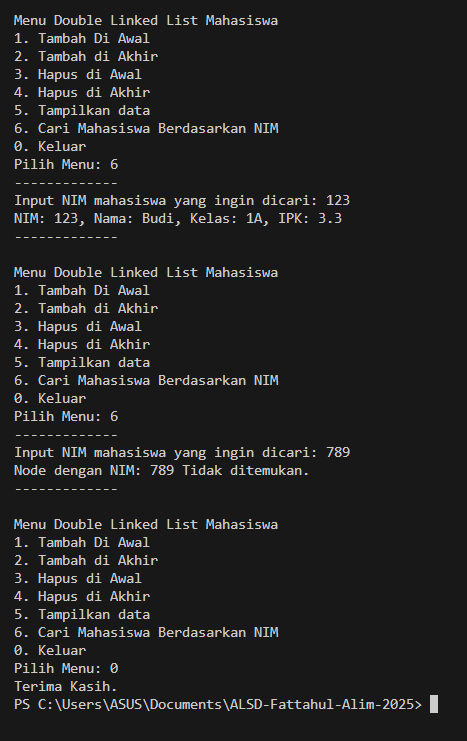 Menu Double Linked List Mahasiswa
1. Tambah Di Awal
2. Tambah di Akhir
3. Hapus di Awal
4. Hapus di Akhir
5. Tampilkan data
6. Cari Mahasiswa Berdasarkan NIM
0. Keluar
Pilih Menu: 6
-------------
Input NIM mahasiswa yang ingin dicari: 123
NIM: 123, Nama: Budi, Kelas: 1A, IPK: 3.3
-------------
Menu Double Linked List Mahasiswa
1. Tambah Di Awal
2. Tambah di Akhir
3. Hapus di Awal
4. Hapus di Akhir
5. Tampilkan data
6. Cari Mahasiswa Berdasarkan NIM
0. Keluar
Pilih Menu: 6
-------------
Input NIM mahasiswa yang ingin dicari: 789
Node dengan NIM: 789 Tidak ditemukan.
-------------
Menu Double Linked List Mahasiswa
1. Tambah Di Awal
2. Tambah di Akhir
3. Hapus di Awal
4. Hapus di Akhir
5. Tampilkan data
6. Cari Mahasiswa Berdasarkan NIM
0. Keluar
Pilih Menu: 0
Terima Kasih.
PS C:\Users\ASUS\Documents\ALSD-Fattahul-Alim-2025>